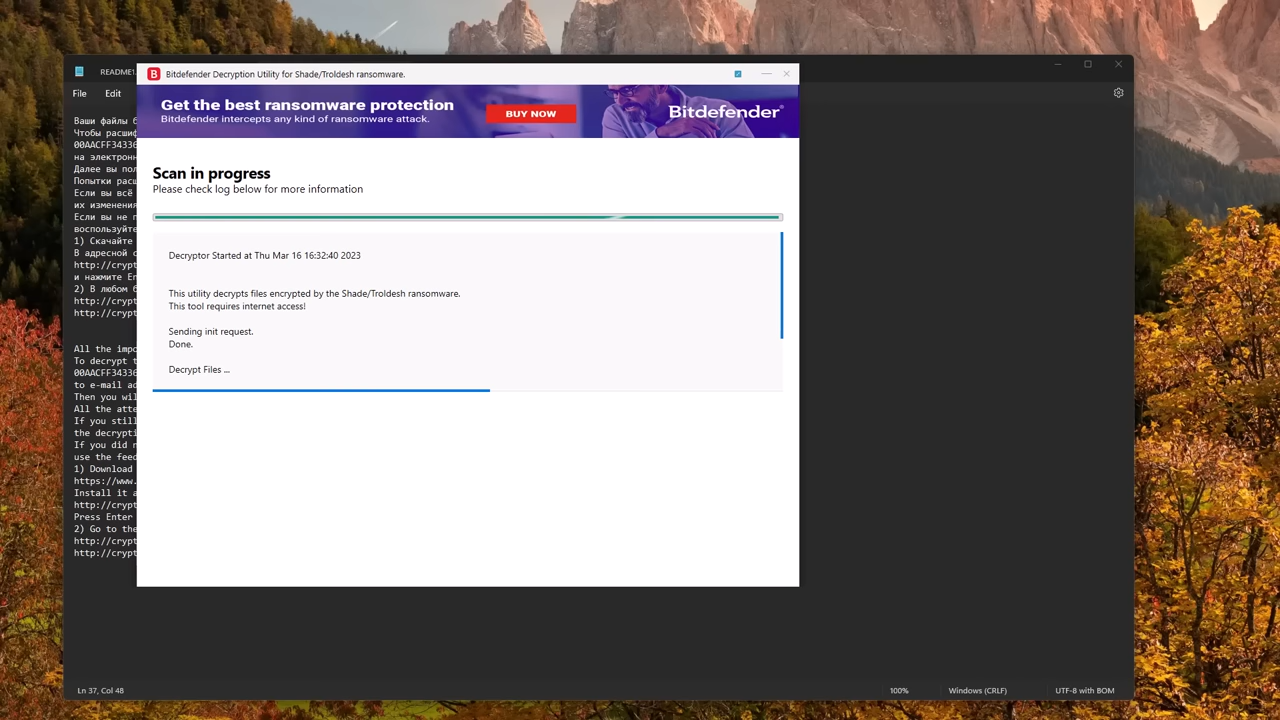 README1.
Bitdefender Decryption Utility for Shade/Troldesh ransomware.
File Edit
Get the best ransomware protection
Bitdefender intercepts any kind of ransomware attack.
BUY NOW
Bitdefender®
Scan in progress
Please check log below for more information
Decryptor Started at Thu Mar 16 16:32:40 2023
This utility decrypts files encrypted by the Shade/Troldesh ransomware.
This tool requires internet access!
Sending init request.
Done.
Decrypt Files ...
Ваши файлы б
Чтобы расшиф
00AACFF34336
на электронн
Далее вы пол
Попытки расш
Если вы всё
их изменения
Если вы не п
воспользуйте
1) Скачайте
В адресной с
http://crypt
и нажмите En
2) В любом б
http://crypt
http://crypt
All the impo
To decrypt t
00AACFF34336
to e-mail ad
Then you wil
All the atte
If you still
the decrypti
If you did n
use the feed
1) Download
https://www.
Install it a
http://crypt
Press Enter
2) Go to the
http://crypt
http://crypt
Ln 37, Col 48
100%
Windows (CRLF)
UTF-8 with BOM